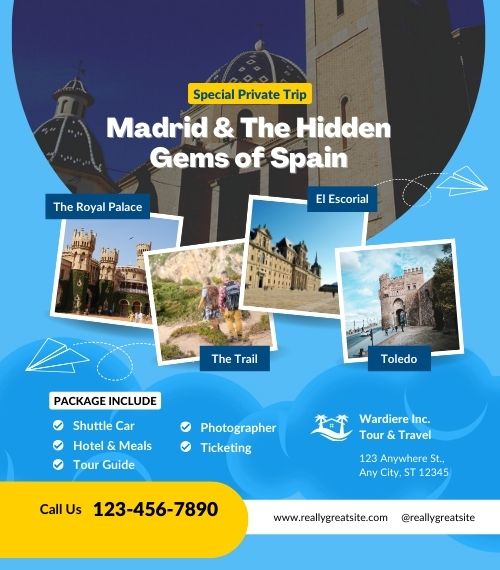 Special Private Trip
Madrid & The Hidden
Gems of Spain
The Royal Palace
El Escorial
The Trail
Toledo
PACKAGE INCLUDE
Shuttle Car
Hotel & Meals
Tour Guide
Photographer
Ticketing
Wardiere Inc.
Tour & Travel
123 Anywhere St.,
Any City, ST 12345
Call Us 123-456-7890
www.reallygreatsite.com @reallygreatsite